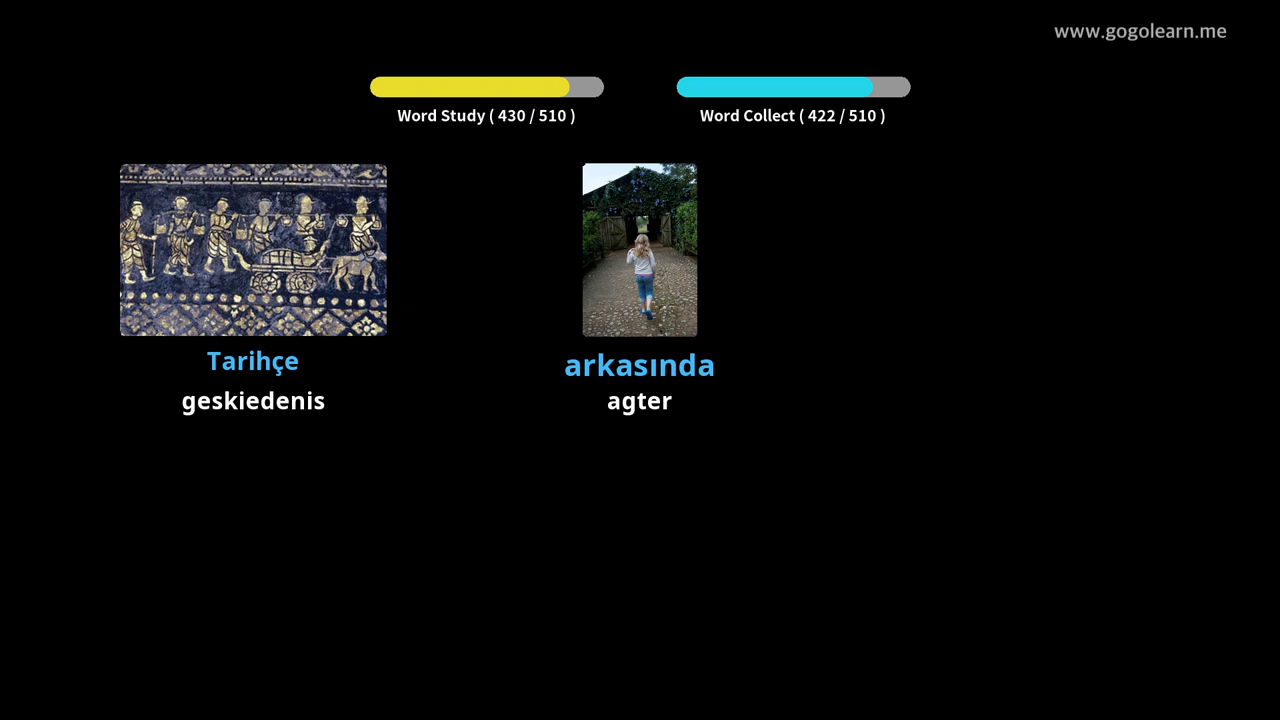 www.gogolearn.me
Word Study ( 430 / 510 )
Word Collect ( 422 / 510 )
Tarihçe
geskiedenis
arkasında
agter